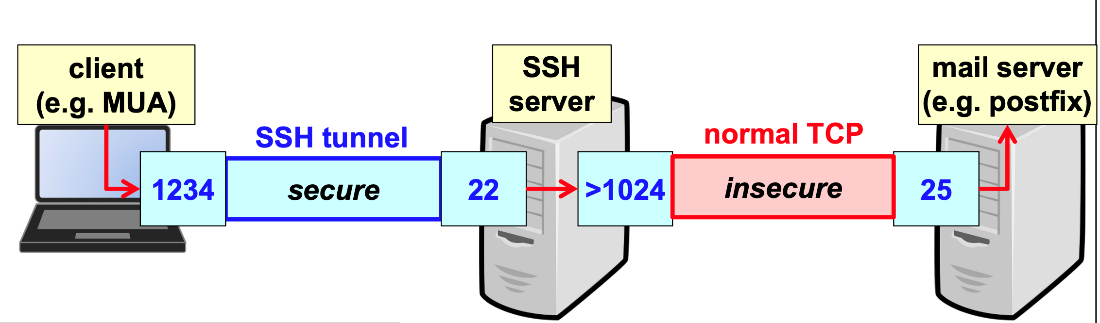 client
(e.g. MUA)
SSH
server
mail server
(e.g. postfix)
SSH tunnel
normal TCP
1234
secure
22
>1024
insecure
25